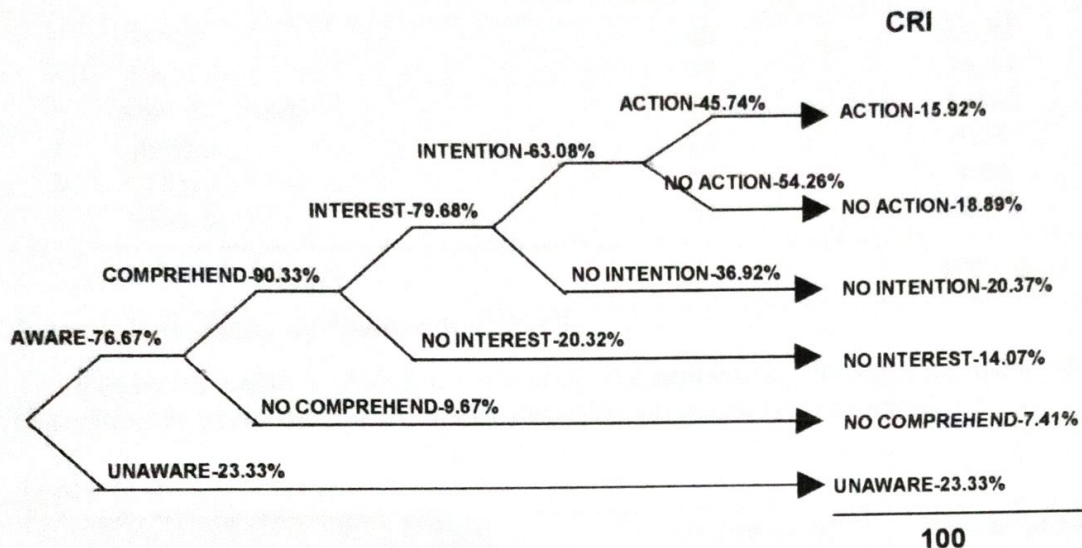 CRI
ACTION-45.74%
ACTION-15.92%
INTENTION-63.08%
NO ACTION-54.26%
NO ACTION-18.89%
INTEREST-79.68%
COMPREHEND-90.33%
NO INTENTION-36.92%
NO INTENTION-20.37%
AWARE-76.67%
NO INTEREST-20.32%
NO INTEREST-14.07%
NO COMPREHEND-9.67%
NO COMPREHEND-7.41%
UNAWARE-23.33%
UNAWARE-23.33%
100